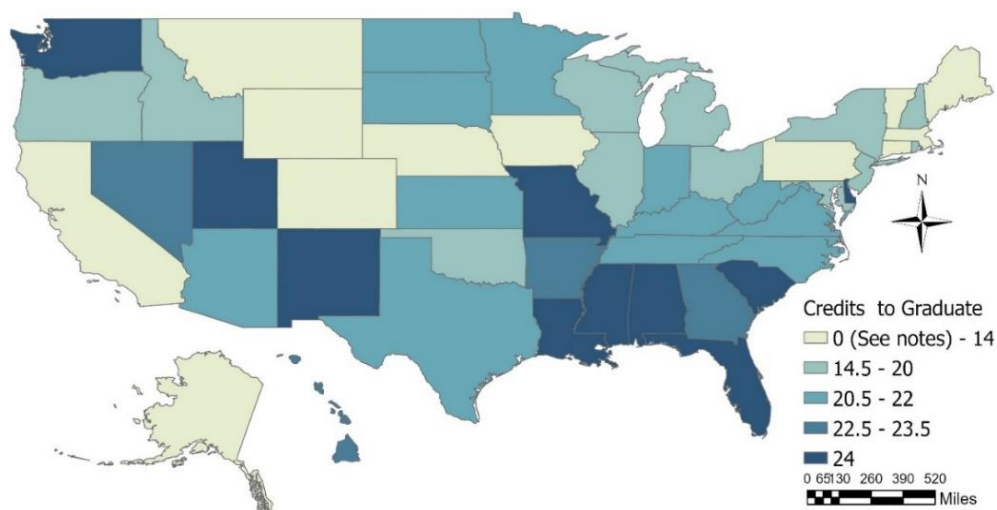 N
Credits to Graduate
0 (See notes) - 14
14.5 - 20
20.5 - 22
22.5 - 23.5
24
0 65130 260 390 520
Miles